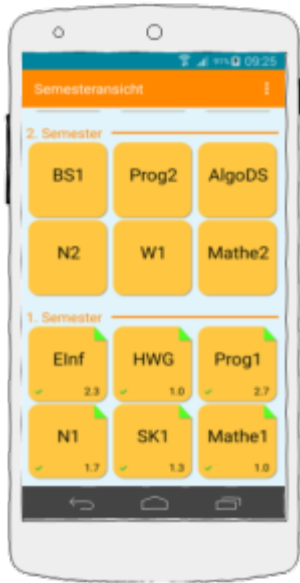 09:25
Semesteransicht
2. Semester
BS1 Prog2 AlgoDS
N2 W1 Mathe2
1. Semester
EInf HWG Prog1
2.3 1.0 2.7
N1 SK1 Mathe1
1.7 1.3 1.0